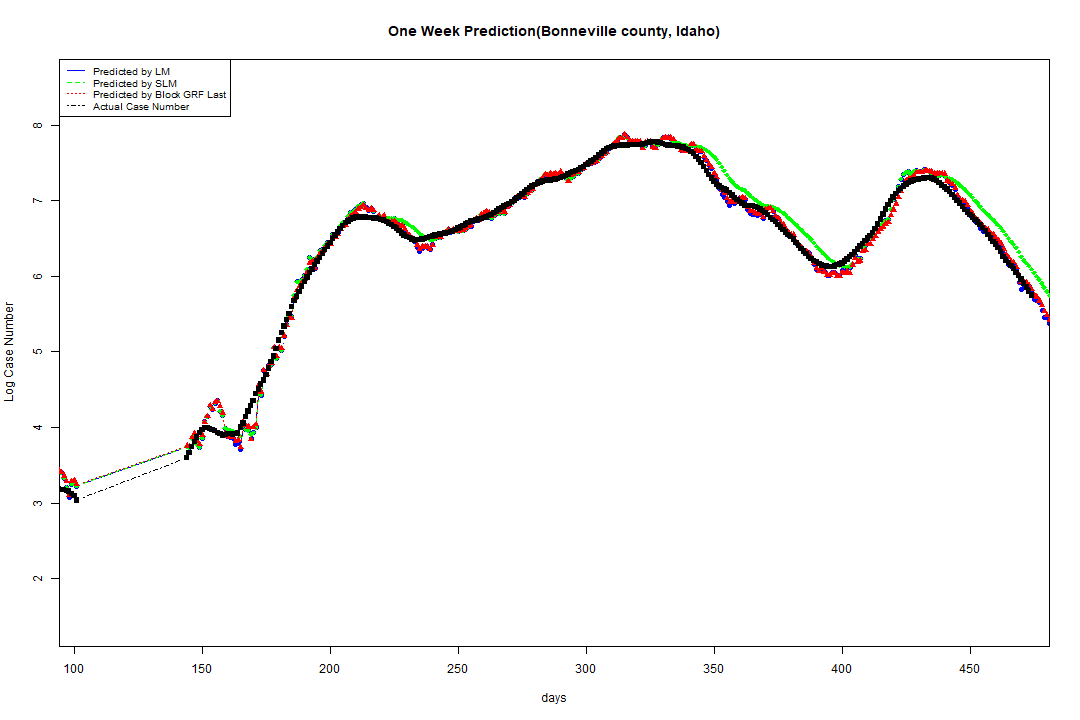 One Week Prediction(Bonneville county, Idaho)
Predicted by LM
Predicted by SLM
Predicted by Block GRF Last
Actual Case Number
8
7
6
5
4
3
2
Log Case Number
100 150 200 250 300 350 400 450
days